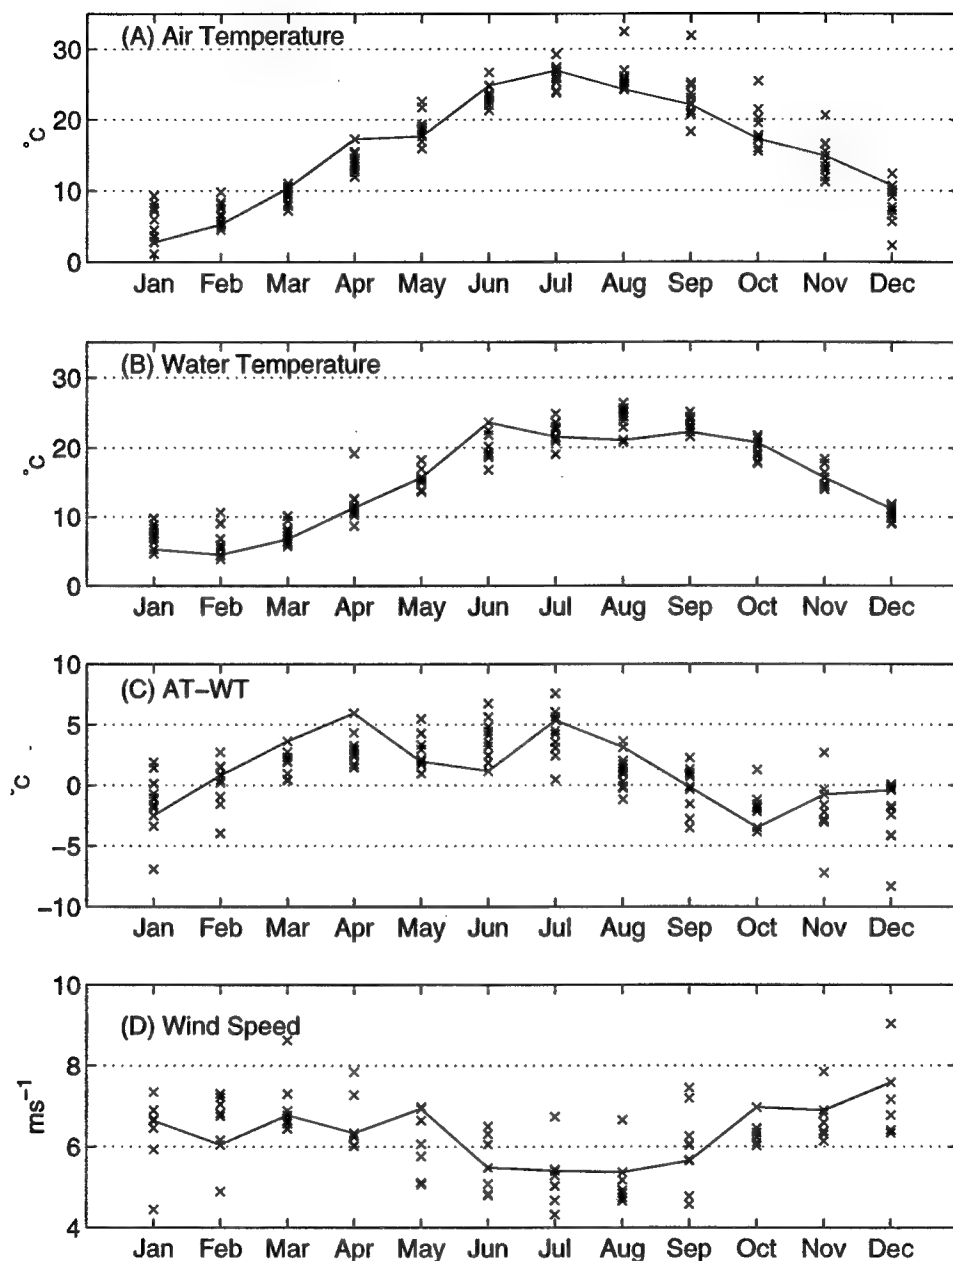 (A) Air Temperature
30
20
10
0
°C
Jan Feb Mar Apr May Jun Jul Aug Sep Oct Nov Dec
(B) Water Temperature
30
20
10
0
°C
Jan Feb Mar Apr May Jun Jul Aug Sep Oct Nov Dec
10
(C) AT-WT
5
0
-5
-10
°C
Jan Feb Mar Apr May Jun Jul Aug Sep Oct Nov Dec
10
(D) Wind Speed
8
6
4
ms⁻¹
Jan Feb Mar Apr May Jun Jul Aug Sep Oct Nov Dec